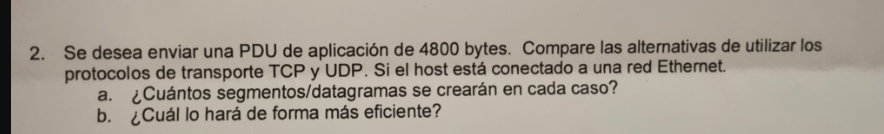 2. Se desea enviar una PDU de aplicación de 4800 bytes. Compare las alternativas de utilizar los
protocolos de transporte TCP y UDP. Si el host está conectado a una red Ethernet.
a. ¿Cuántos segmentos/datagramas se crearán en cada caso?
b. ¿Cuál lo hará de forma más eficiente?